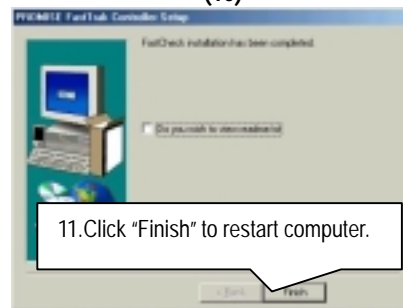 PROMISE FastTrak Controller Setup
FastCheck installation has been completed.
Do you wish to view readme.txt
11.Click “Finish” to restart computer.
< Back
Finish